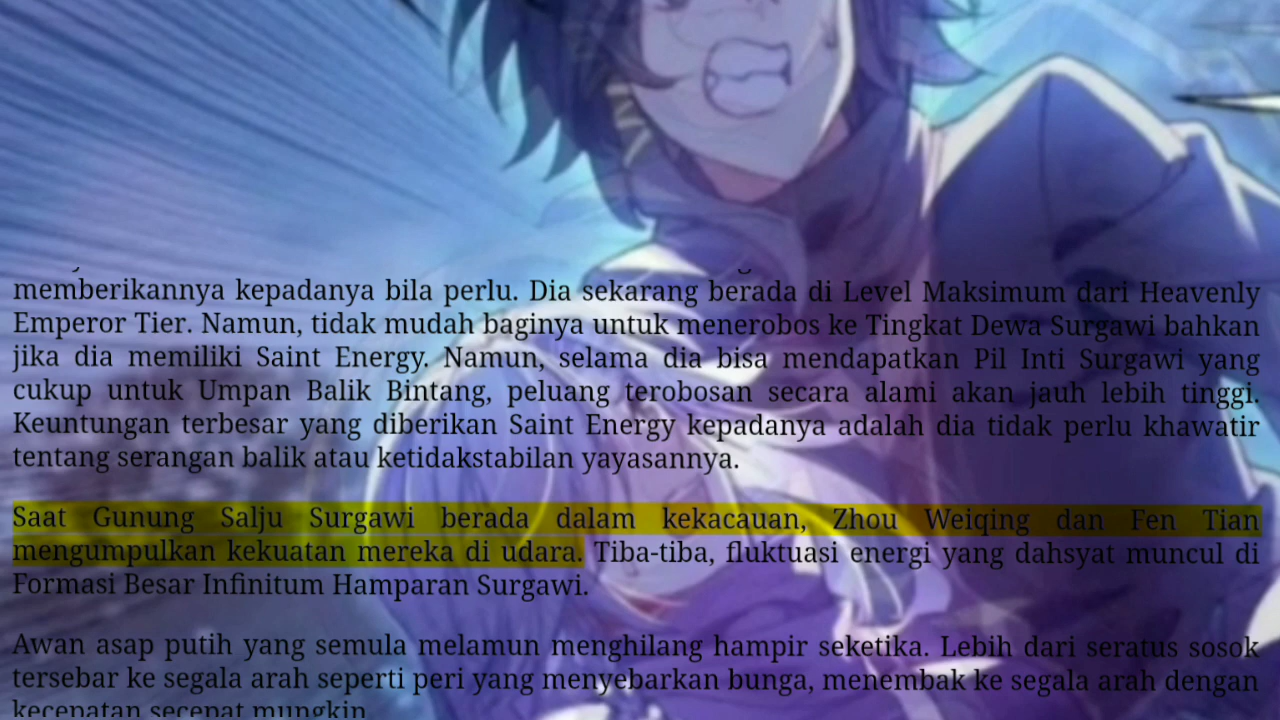 memberikannya kepadanya bila perlu. Dia sekarang berada di Level Maksimum dari Heavenly
Emperor Tier. Namun, tidak mudah baginya untuk menerobos ke Tingkat Dewa Surgawi bahkan
jika dia memiliki Saint Energy. Namun, selama dia bisa mendapatkan Pil Inti Surgawi yang
cukup untuk Umpan Balik Bintang, peluang terobosan secara alami akan jauh lebih tinggi.
Keuntungan terbesar yang diberikan Saint Energy kepadanya adalah dia tidak perlu khawatir
tentang serangan balik atau ketidakstabilan yayasannya.
Saat Gunung Salju Surgawi berada dalam kekacauan, Zhou Weiqing dan Fen Tian
mengumpulkan kekuatan mereka di udara. Tiba-tiba, fluktuasi energi yang dahsyat muncul di
Formasi Besar Infinitum Hamparan Surgawi.
Awan asap putih yang semula melamun menghilang hampir seketika. Lebih dari seratus sosok
tersebar ke segala arah seperti peri yang menyebarkan bunga, menembak ke segala arah dengan
kecepatan secepat mungkin